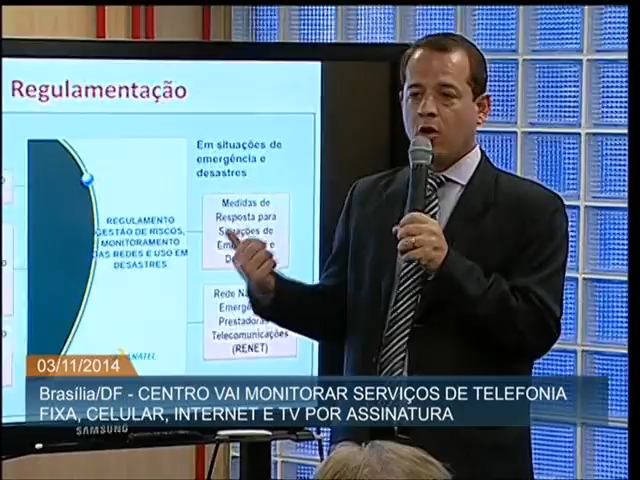 Regulamentação
Em situações de
emergência e
desastres
REGULAMENTO
GESTÃO DE RISCOS,
MONITORAMENTO
DAS REDES E USO EM
DESASTRES.
Medidas de
Resposta para
Situações de
e
Rede
Prestadoras
Telecomunicações
(RENET)
ANATEL
03/11/2014
Brasília/DF - CENTRO VAI MONITORAR SERVIÇOS DE TELEFONIA
FIXA, CELULAR, INTERNET E TV POR ASSINATURA
SAMSUNG